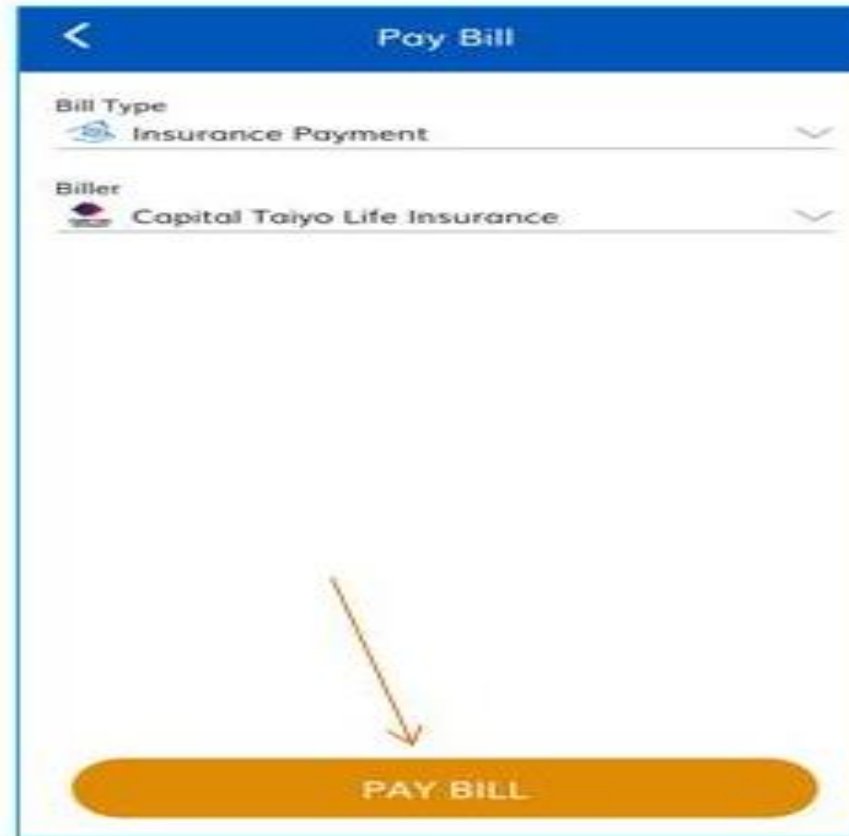 Pay Bill
Bill Type
Insurance Payment
Biller
Capital Taiyo Life Insurance
PAY BILL